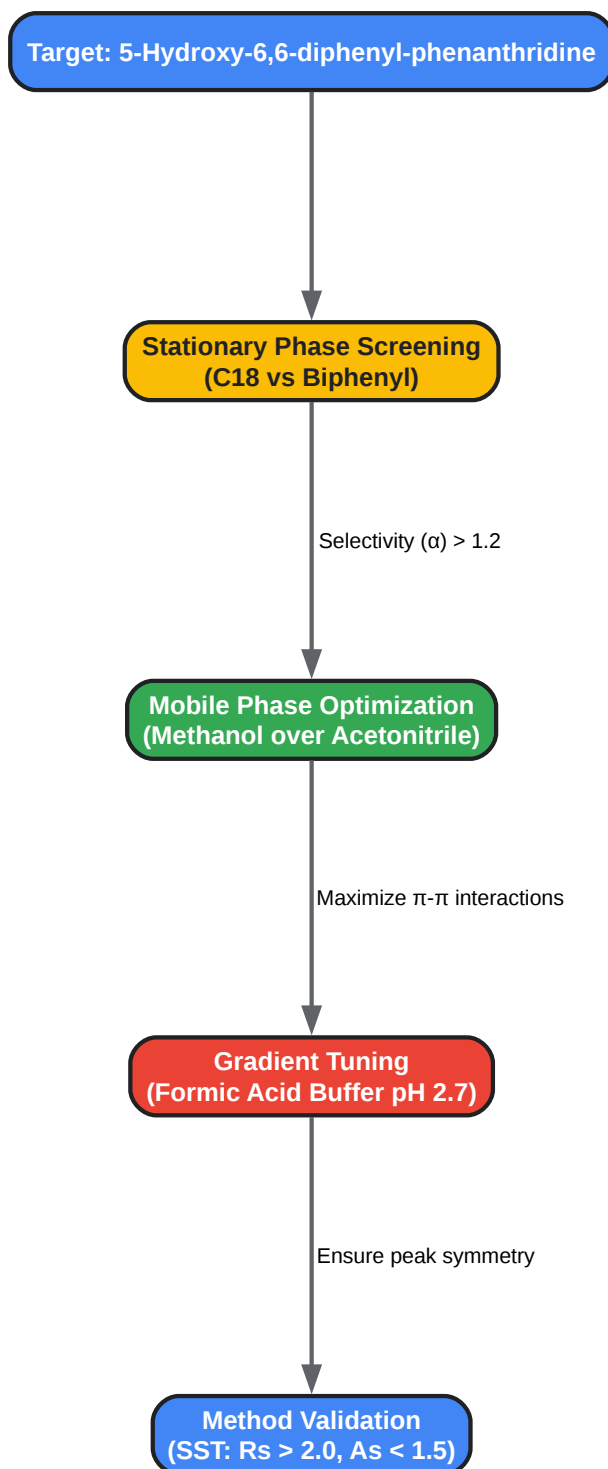 Target: 5-Hydroxy-6,6-diphenyl-phenanthridine
Stationary Phase Screening
(C18 vs Biphenyl)
Selectivity (α) > 1.2
Mobile Phase Optimization
(Methanol over Acetonitrile)
Maximize π-π interactions
Gradient Tuning
(Formic Acid Buffer pH 2.7)
Ensure peak symmetry
Method Validation
(SST: Rs > 2.0, As < 1.5)